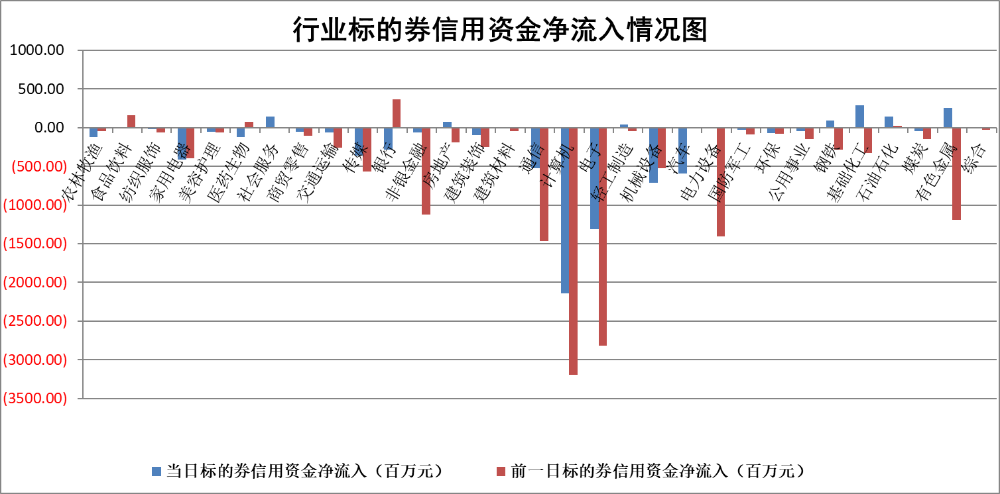 行业标的券信用资金净流入情况图
1000.00
500.00
0.00
(500.00)
(1000.00)
(1500.00)
(2000.00)
(2500.00)
(3000.00)
(3500.00)
农林牧渔
食品饮料
纺织服饰
家用电器
美容护理
医药生物
社会服务
商贸零售
交通运输
传媒
银行
非银金融
房地产
建筑装饰
建筑材料
通信
计算机
电子
轻工制造
机械设备
汽车
电力设备
国防军工
环保
公用事业
钢铁
基础化工
石油石化
煤炭
有色金属
综合
当日标的券信用资金净流入（百万元）
前一日标的券信用资金净流入（百万元）